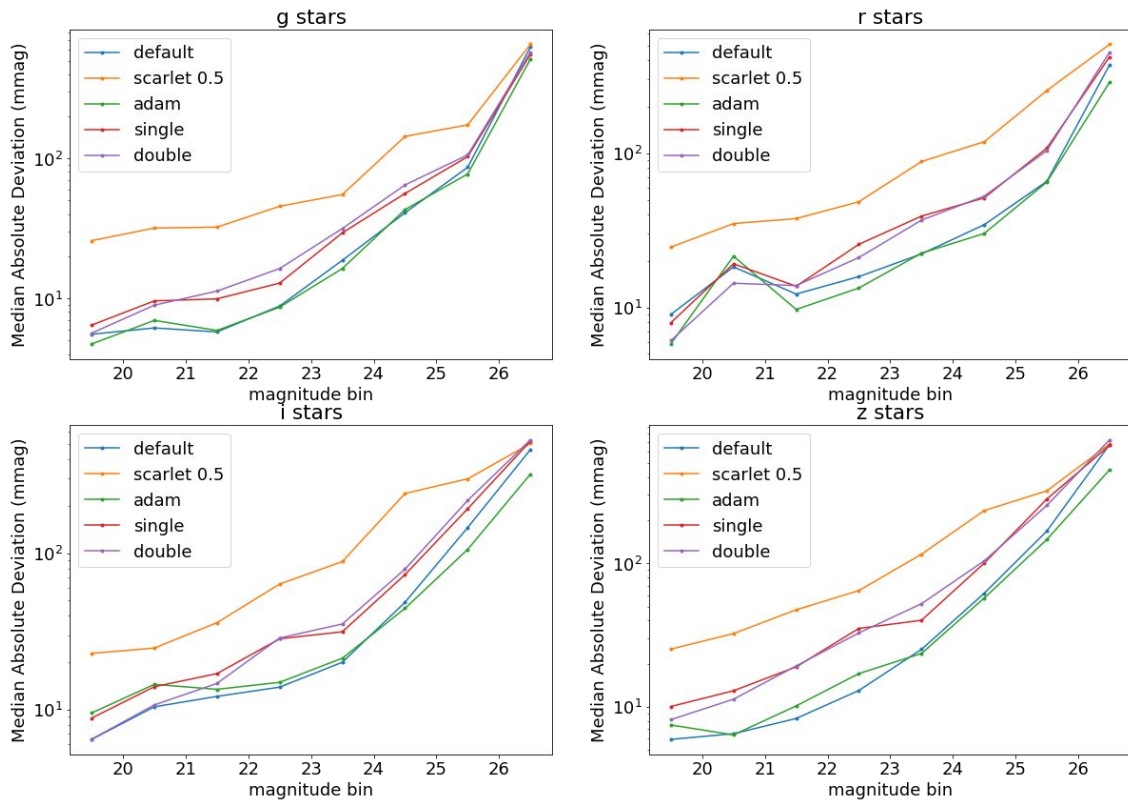 g stars
Median Absolute Deviation (mmag)
10²
10¹
default
scarlet 0.5
adam
single
double
20 21 22 23 24 25 26
magnitude bin
r stars
Median Absolute Deviation (mmag)
10²
10¹
default
scarlet 0.5
adam
single
double
20 21 22 23 24 25 26
magnitude bin
i stars
Median Absolute Deviation (mmag)
10²
10¹
default
scarlet 0.5
adam
single
double
20 21 22 23 24 25 26
magnitude bin
z stars
Median Absolute Deviation (mmag)
10²
10¹
default
scarlet 0.5
adam
single
double
20 21 22 23 24 25 26
magnitude bin